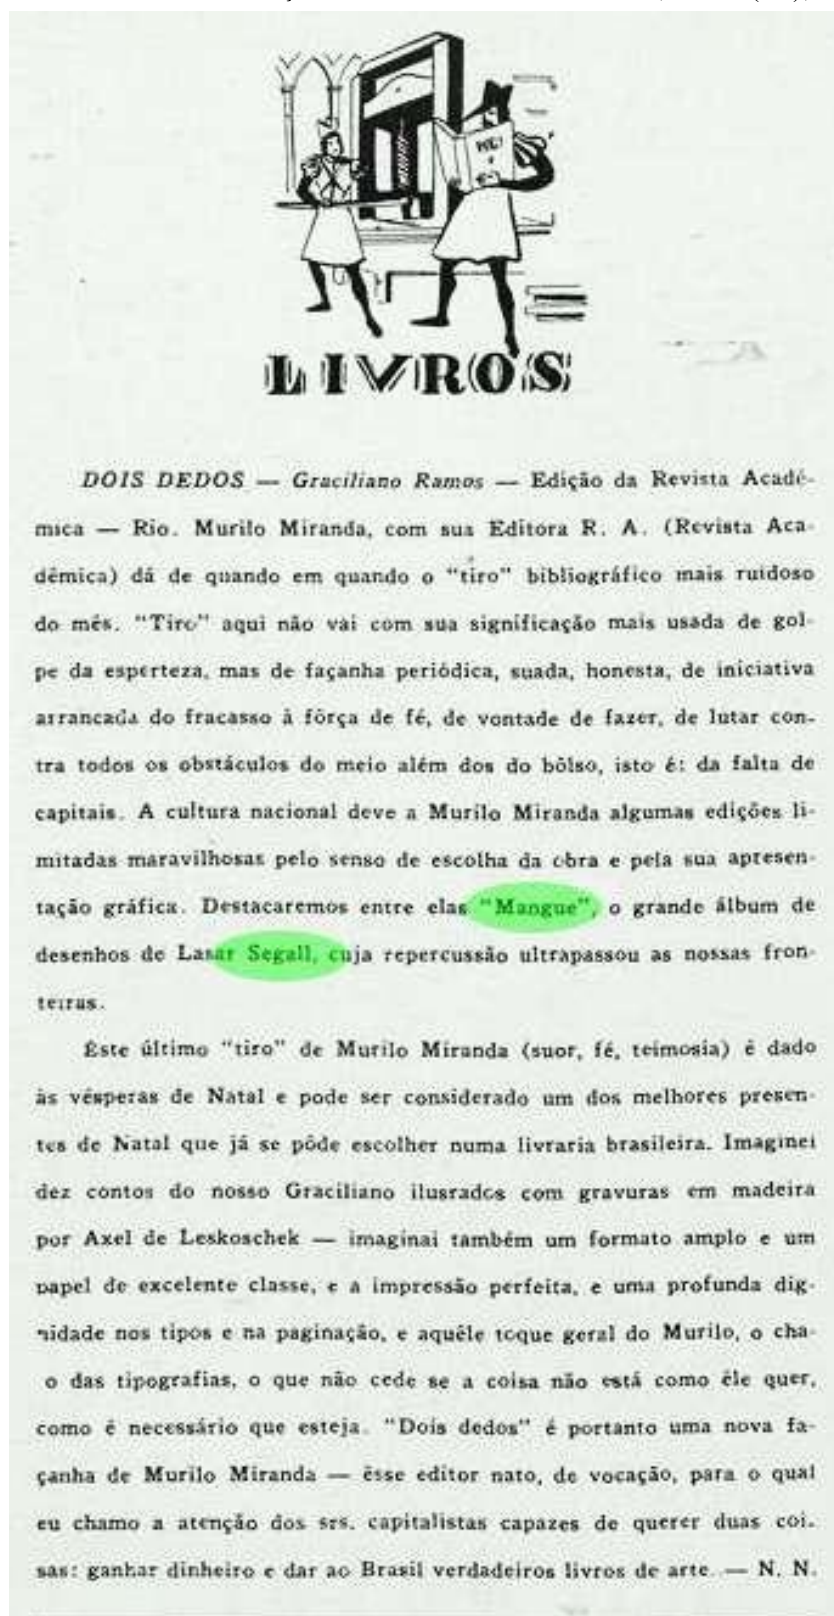 LIVROS
DOIS DEDOS — Graciliano Ramos — Edição da Revista Acadê-
mica — Rio. Murilo Miranda, com sua Editora R. A. (Revista Aca-
dêmica) dá de quando em quando o "tiro" bibliográfico mais ruidoso
do mês. "Tiro" aqui não vai com sua significação mais usada de gol-
pe da esperteza, mas de façanha periódica, suada, honesta, de iniciativa
arrancada do fracasso à fôrça de fé, de vontade de fazer, de lutar con-
tra todos os obstáculos do meio além dos do bôlso, isto é: da falta de
capitais. A cultura nacional deve a Murilo Miranda algumas edições li-
mitadas maravilhosas pelo senso de escolha da obra e pela sua apresen-
tação gráfica. Destacaremos entre elas "Mangue", o grande álbum de
desenhos de Lasar Segall, cuja repercussão ultrapassou as nossas fron-
teiras.
Êste último "tiro" de Murilo Miranda (suor, fé, teimosia) é dado
às vésperas de Natal e pode ser considerado um dos melhores presen-
tes de Natal que já se pôde escolher numa livraria brasileira. Imaginei
dez contos do nosso Graciliano ilusrados com gravuras em madeira
por Axel de Leskoschek — imaginai também um formato amplo e um
papel de excelente classe, e a impressão perfeita, e uma profunda dig-
nidade nos tipos e na paginação, e aquêle toque geral do Murilo, o cha-
o das tipografias, o que não cede se a coisa não está como êle quer,
como é necessário que esteja. "Dois dedos" é portanto uma nova fa-
çanha de Murilo Miranda — êsse editor nato, de vocação, para o qual
eu chamo a atenção dos srs. capitalistas capazes de querer duas coi-
sas: ganhar dinheiro e dar ao Brasil verdadeiros livros de arte. — N. N.